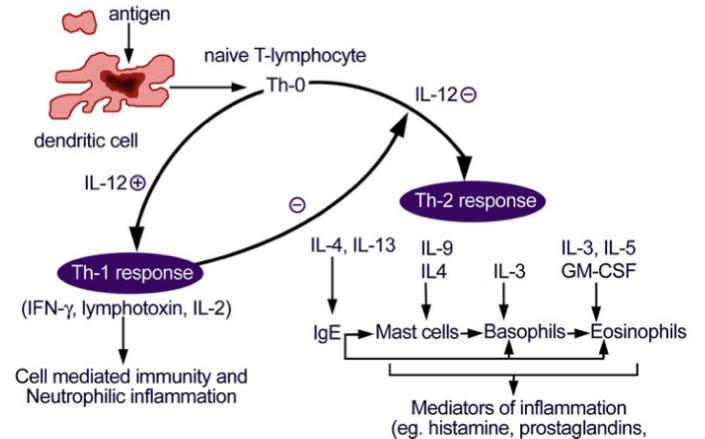 antigen
naive T-lymphocyte
Th-0
IL-12⊖
dendritic cell
IL-12⊕
Th-2 response
⊖
IL-4, IL-13
IL-9
IL4
IL-3
IL-3, IL-5
GM-CSF
Th-1 response
(IFN-γ, lymphotoxin, IL-2)
IgE
Mast cells
Basophils
Eosinophils
Cell mediated immunity and
Neutrophilic inflammation
Mediators of inflammation
(eg. histamine, prostaglandins,